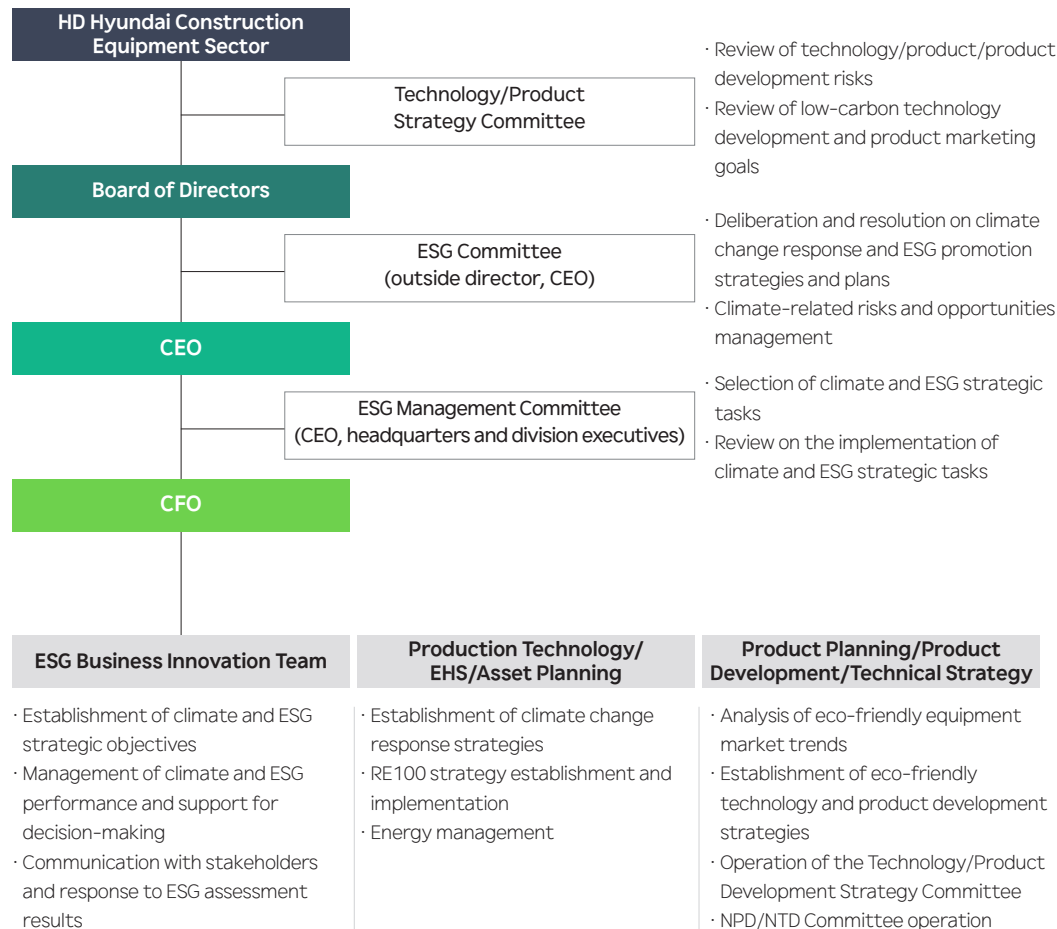 HD Hyundai Construction
Equipment Sector
Technology/Product
Strategy Committee
· Review of technology/product/product
development risks
· Review of low-carbon technology
development and product marketing
goals
Board of Directors
ESG Committee
(outside director, CEO)
· Deliberation and resolution on climate
change response and ESG promotion
strategies and plans
· Climate-related risks and opportunities
management
CEO
ESG Management Committee
(CEO, headquarters and division executives)
· Selection of climate and ESG strategic
tasks
· Review on the implementation of
climate and ESG strategic tasks
CFO
ESG Business Innovation Team
· Establishment of climate and ESG
strategic objectives
· Management of climate and ESG
performance and support for
decision-making
· Communication with stakeholders
and response to ESG assessment
results
Production Technology/
EHS/Asset Planning
· Establishment of climate change
response strategies
· RE100 strategy establishment and
implementation
· Energy management
Product Planning/Product
Development/Technical Strategy
· Analysis of eco-friendly equipment
market trends
· Establishment of eco-friendly
technology and product development
strategies
· Operation of the Technology/Product
Development Strategy Committee
· NPD/NTD Committee operation